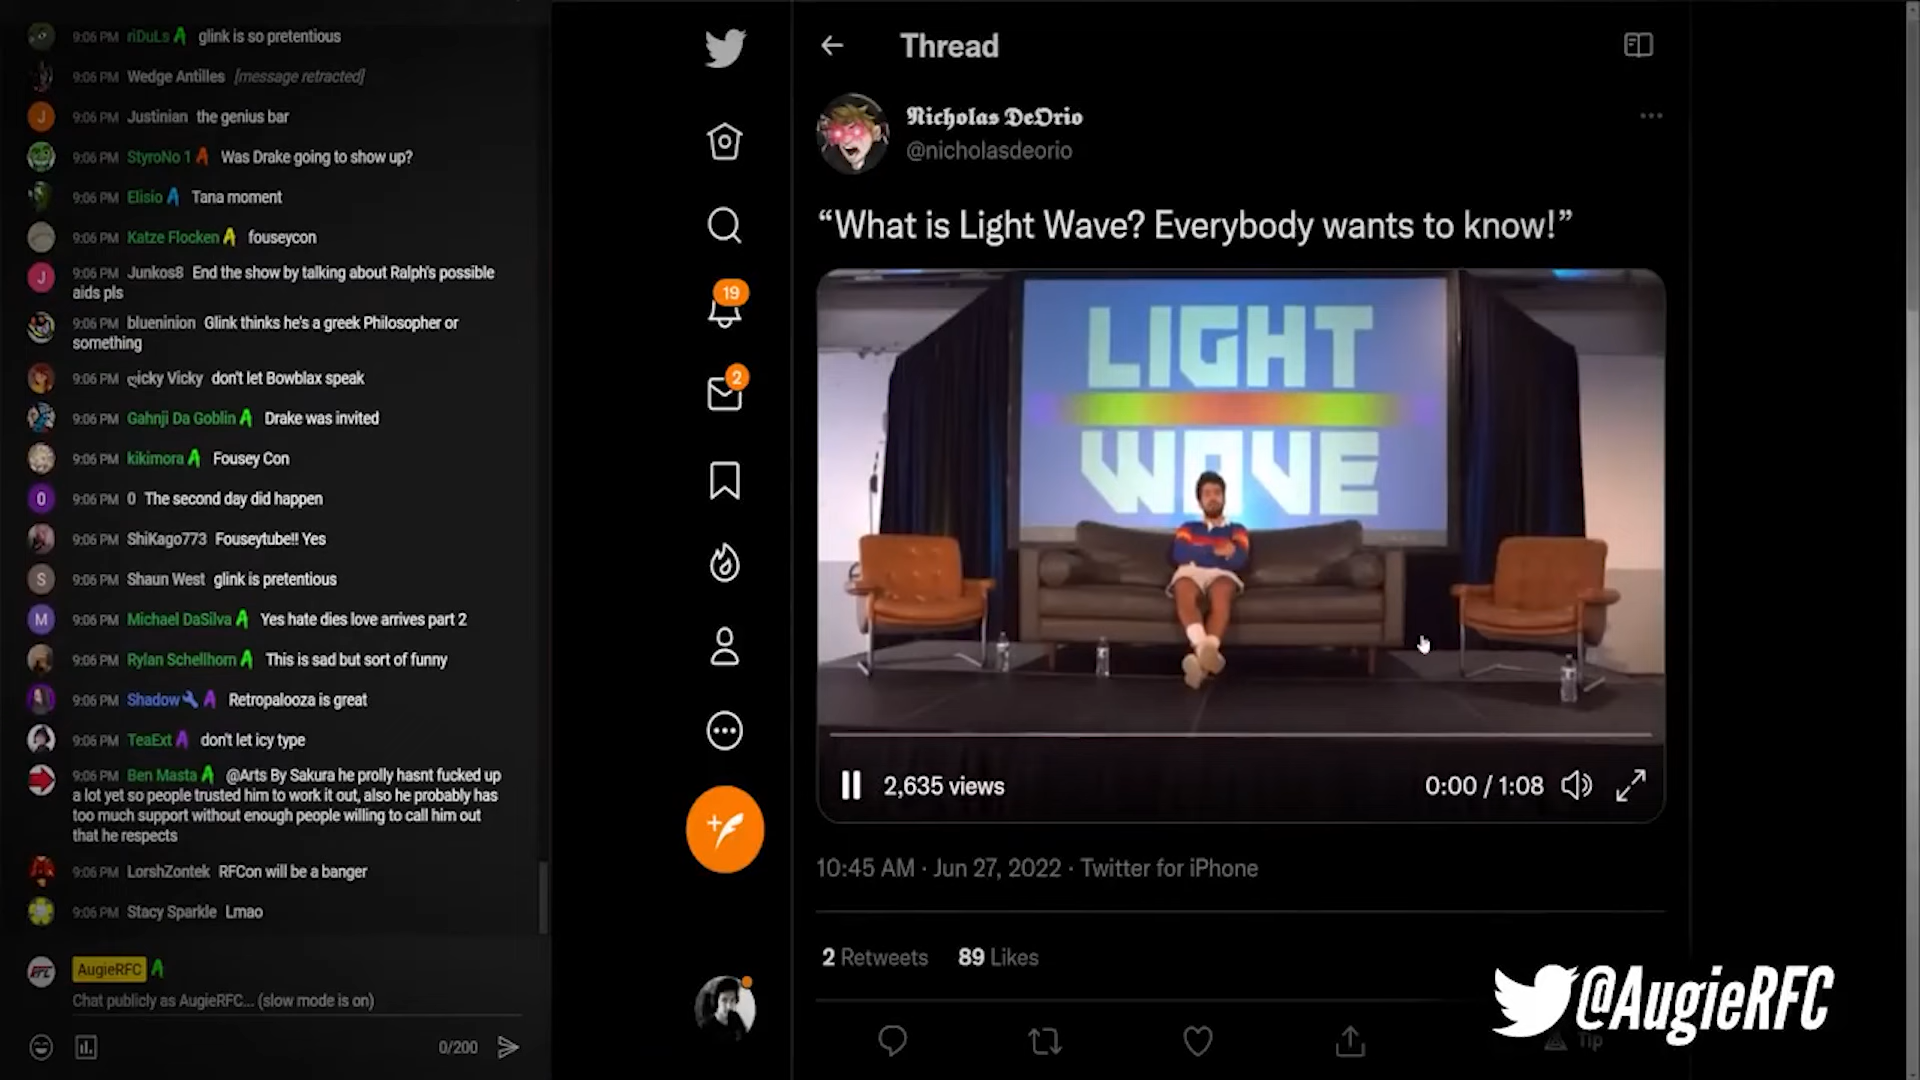 9:06 PM riDuLs glink is so pretentious
9:06 PM Wedge Antilles [message retracted]
J 9:06 PM Justinian the genius bar
9:06 PM StyroNo 1 Was Drake going to show up?
9:06 PM Elisio Tana moment
9:06 PM Katze Flocken fouseycon
J 9:06 PM Junkos8 End the show by talking about Ralph's possible
aids pls
9:06 PM blueninion Glink thinks he's a greek Philosopher or
something
9:06 PM ღicky Vicky don't let Bowblax speak
9:06 PM Gahnji Da Goblin Drake was invited
9:06 PM kikimora Fousey Con
0 9:06 PM 0 The second day did happen
9:06 PM ShiKago773 Fouseytube!! Yes
S 9:06 PM Shaun West glink is pretentious
M 9:06 PM Michael DaSilva Yes hate dies love arrives part 2
9:06 PM Rylan Schellhorn This is sad but sort of funny
9:06 PM Shadow Retropalooza is great
9:06 PM TeaExt don't let icy type
9:06 PM Ben Masta @Arts By Sakura he prolly hasnt fucked up
a lot yet so people trusted him to work it out, also he probably has
too much support without enough people willing to call him out
that he respects
9:06 PM LorshZontek RFCon will be a banger
9:06 PM Stacy Sparkle Lmao
RFC AugieRFC
Chat publicly as AugieRFC... (slow mode is on)
0/200
19
2
Thread
Nicholas DeOrio
@nicholasdeorio
“What is Light Wave? Everybody wants to know!”
LIGHT
WAVE
2,635 views 0:00 / 1:08
10:45 AM · Jun 27, 2022 · Twitter for iPhone
2 Retweets 89 Likes
@AugieRFC
Tip